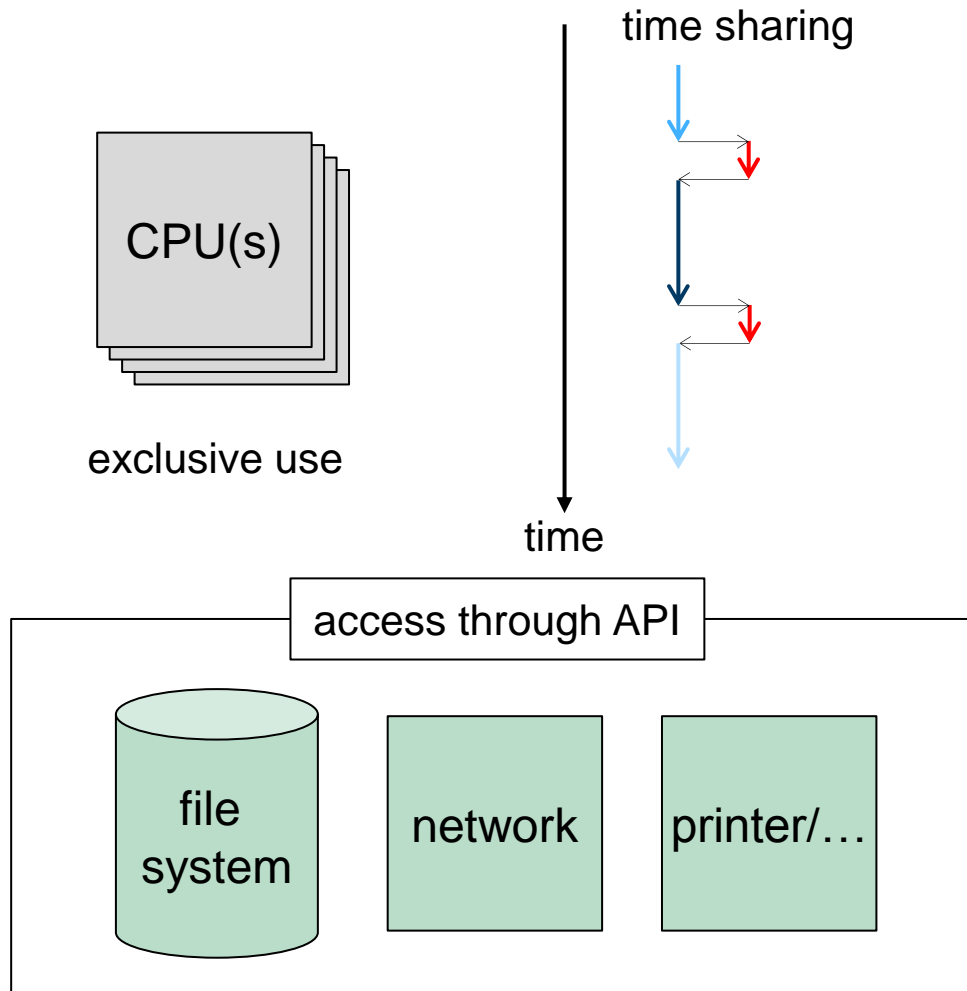 time sharing
CPU(s)
exclusive use
time
access through API
file
system
network
printer/…